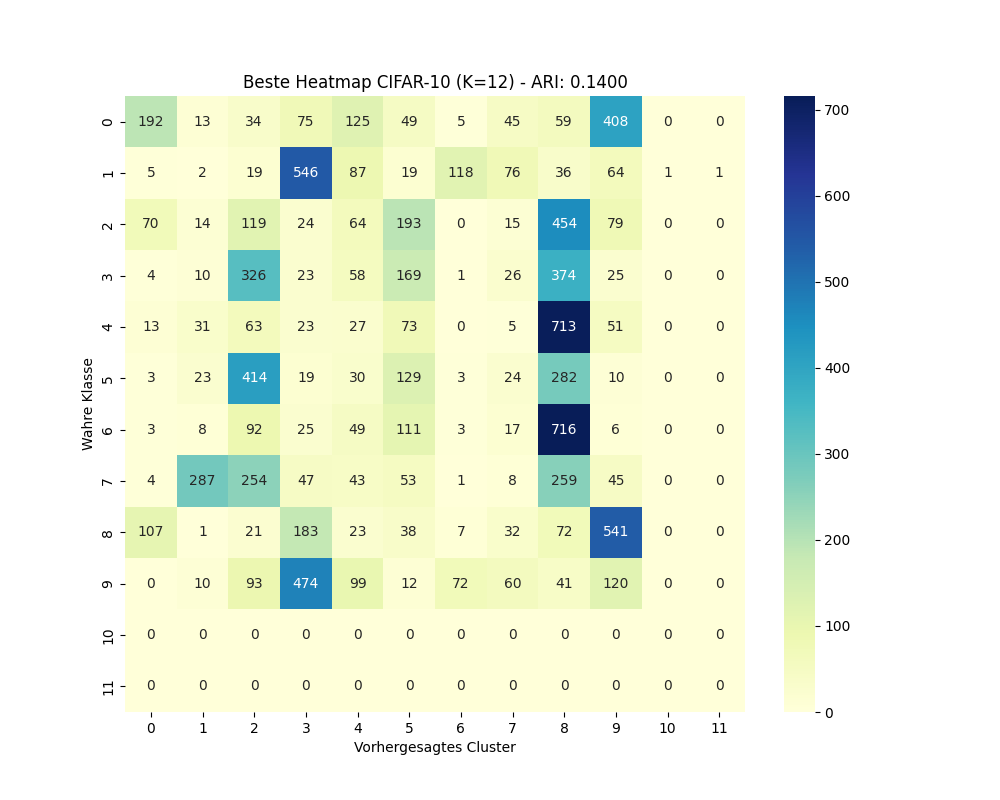 Beste Heatmap CIFAR-10 (K=12) - ARI: 0.1400
0 192 13 34 75 125 49 5 45 59 408 0 0
1 5 2 19 546 87 19 118 76 36 64 1 1
2 70 14 119 24 64 193 0 15 454 79 0 0
3 4 10 326 23 58 169 1 26 374 25 0 0
4 13 31 63 23 27 73 0 5 713 51 0 0
5 3 23 414 19 30 129 3 24 282 10 0 0
6 3 8 92 25 49 111 3 17 716 6 0 0
7 4 287 254 47 43 53 1 8 259 45 0 0
8 107 1 21 183 23 38 7 32 72 541 0 0
9 0 10 93 474 99 12 72 60 41 120 0 0
10 0 0 0 0 0 0 0 0 0 0 0 0
11 0 0 0 0 0 0 0 0 0 0 0 0
0 1 2 3 4 5 6 7 8 9 10 11
Vorhergesagtes Cluster
Wahre Klasse
700
600
500
400
300
200
100
0